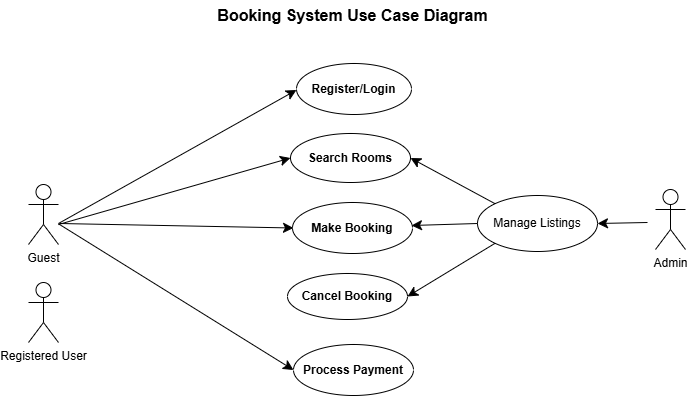 Booking System Use Case Diagram
Register/Login
Search Rooms
Make Booking
Manage Listings
Guest
Admin
Cancel Booking
Registered User
Process Payment